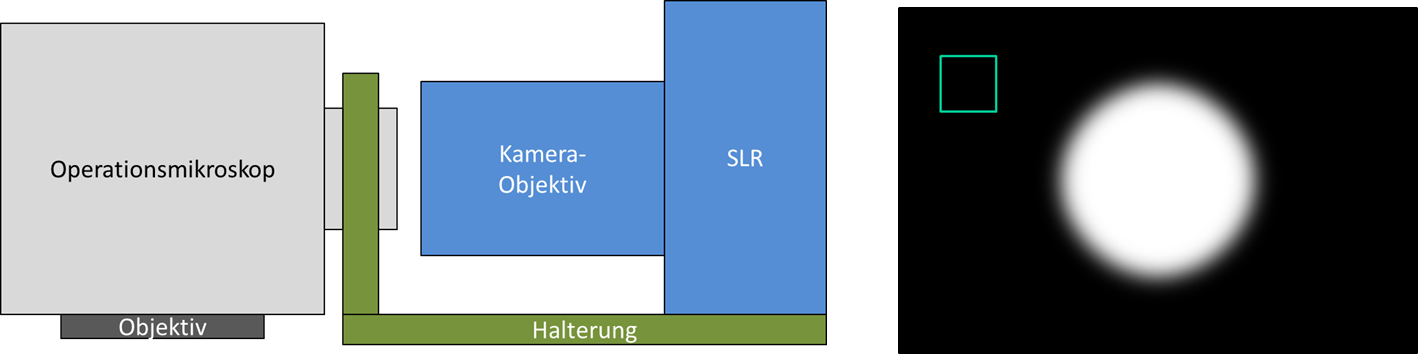 Operationsmikroskop
Kamera-
Objektiv
SLR
Objektiv
Halterung